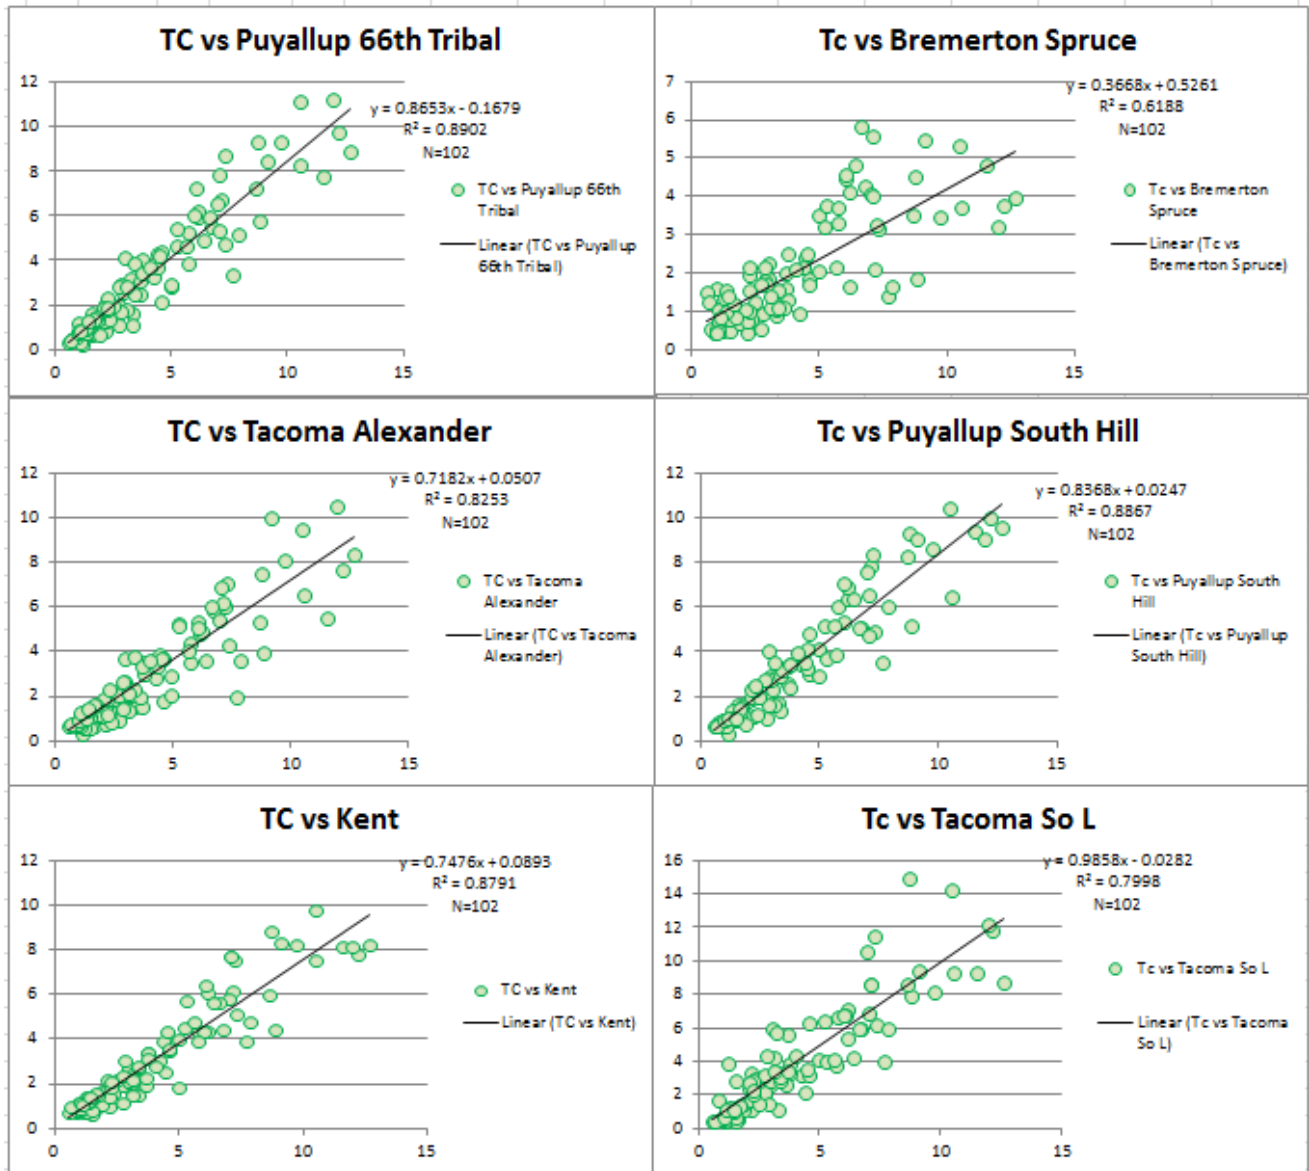 TC vs Puyallup 66th Tribal
12
10
8
6
4
2
0
0
5
10
15
y = 0.8653x - 0.1679
R² = 0.8902
N=102
TC vs Puyallup 66th
Tribal
Linear (TC vs Puyallup
66th Tribal)
Tc vs Bremerton Spruce
7
6
5
4
3
2
1
0
0
5
10
15
y = 0.3668x + 0.5261
R² = 0.6188
N=102
Tc vs Bremerton
Spruce
Linear (Tc vs
Bremerton Spruce)
TC vs Tacoma Alexander
12
10
8
6
4
2
0
0
5
10
15
y = 0.7182x + 0.0507
R² = 0.8253
N=102
TC vs Tacoma
Alexander
Linear (TC vs Tacoma
Alexander)
Tc vs Puyallup South Hill
12
10
8
6
4
2
0
0
5
10
15
y = 0.8368x + 0.0247
R² = 0.8867
N=102
Tc vs Puyallup South
Hill
Linear (Tc vs Puyallup
South Hill)
TC vs Kent
12
10
8
6
4
2
0
0
5
10
15
y = 0.7476x + 0.0893
R² = 0.8791
N=102
TC vs Kent
Linear (TC vs Kent)
Tc vs Tacoma So L
16
14
12
10
8
6
4
2
0
0
5
10
15
y = 0.9858x - 0.0282
R² = 0.7998
N=102
Tc vs Tacoma So L
Linear (Tc vs Tacoma
So L)